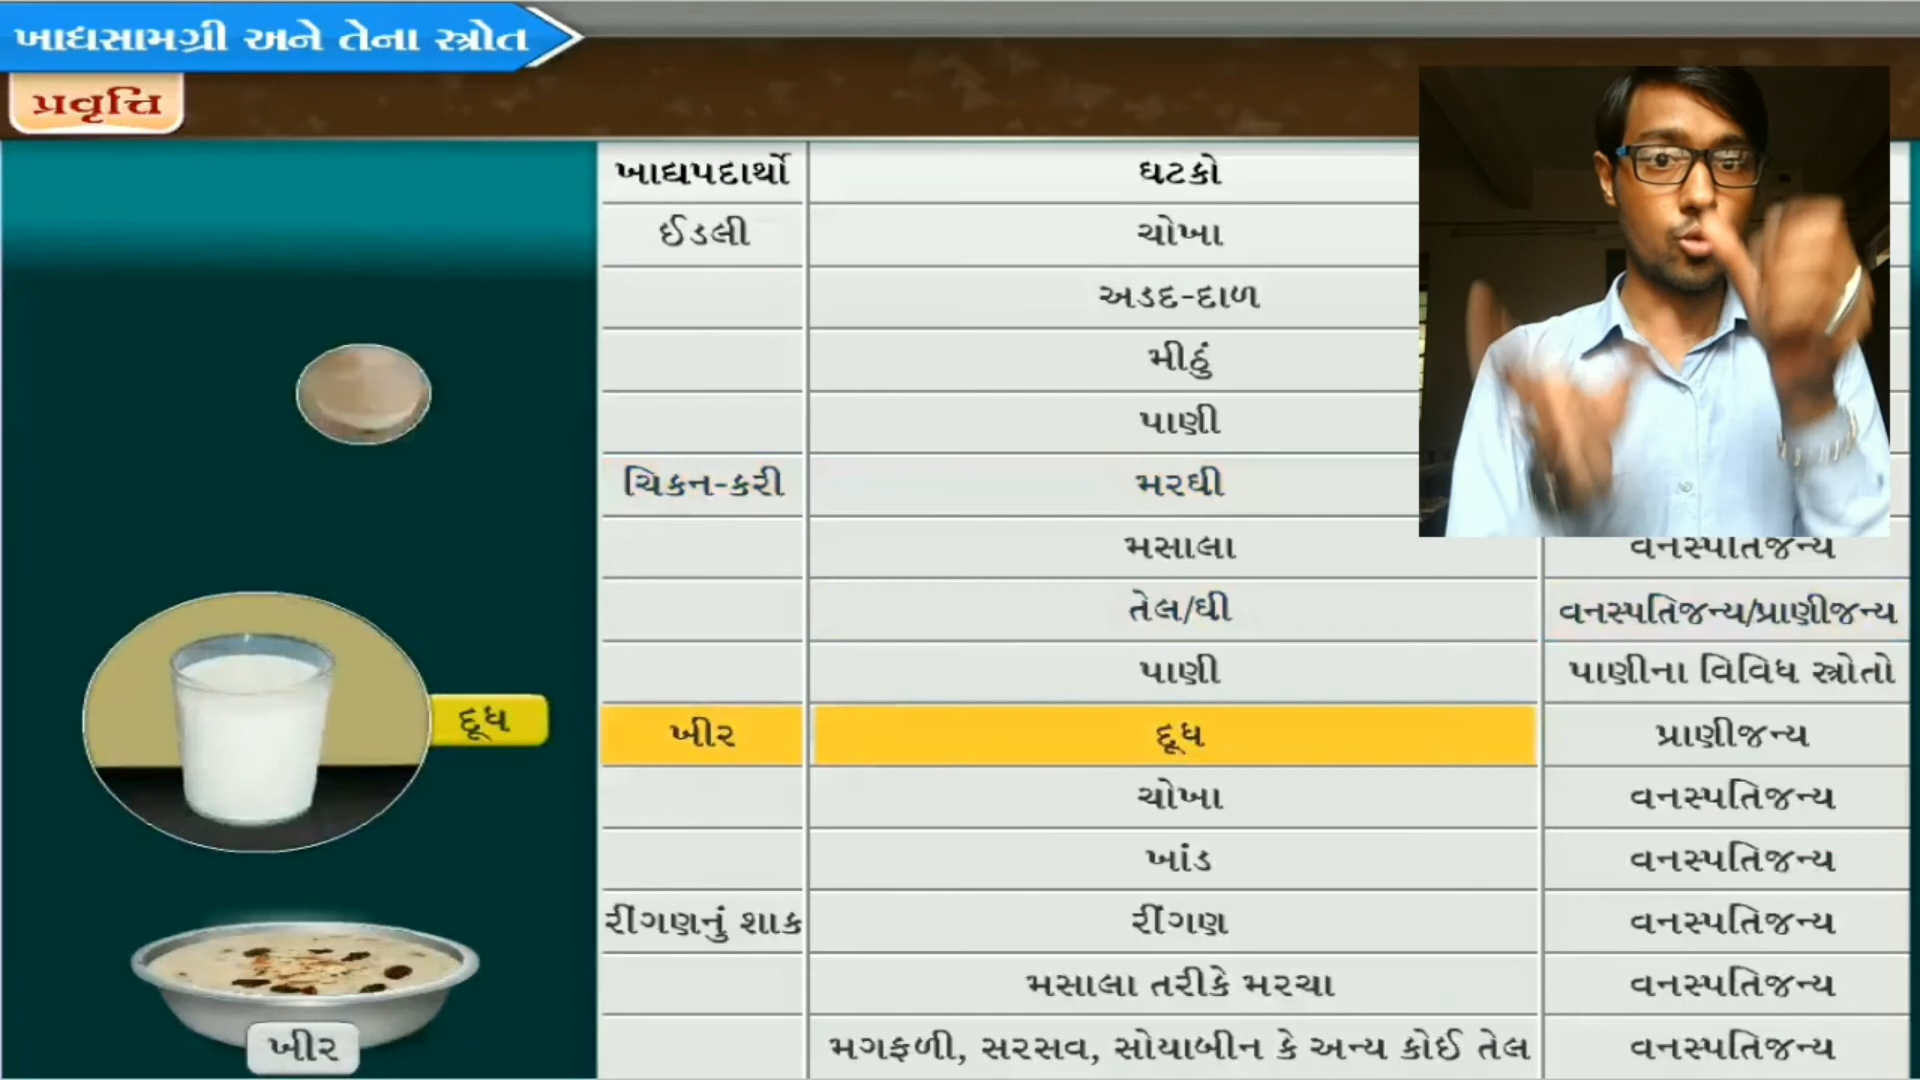 ખાદ્યસામગ્રી અને તેના સ્ત્રોત
પ્રવૃત્તિ
ખાદ્યપદાર્થો ઘટકો
ઈડલી ચોખા
અડદ-દાળ
મીઠું
પાણી
ચિકન-કરી મરઘી
મસાલા વનસ્પતિજન્ય
તેલ/ઘી વનસ્પતિજન્ય/પ્રાણીજન્ય
પાણી પાણીના વિવિધ સ્ત્રોતો
ખીર દૂધ પ્રાણીજન્ય
ચોખા વનસ્પતિજન્ય
ખાંડ વનસ્પતિજન્ય
રીંગણનું શાક રીંગણ વનસ્પતિજન્ય
મસાલા તરીકે મરચા વનસ્પતિજન્ય
મગફળી, સરસવ, સોયાબીન કે અન્ય કોઈ તેલ વનસ્પતિજન્ય
દૂધ
ખીર